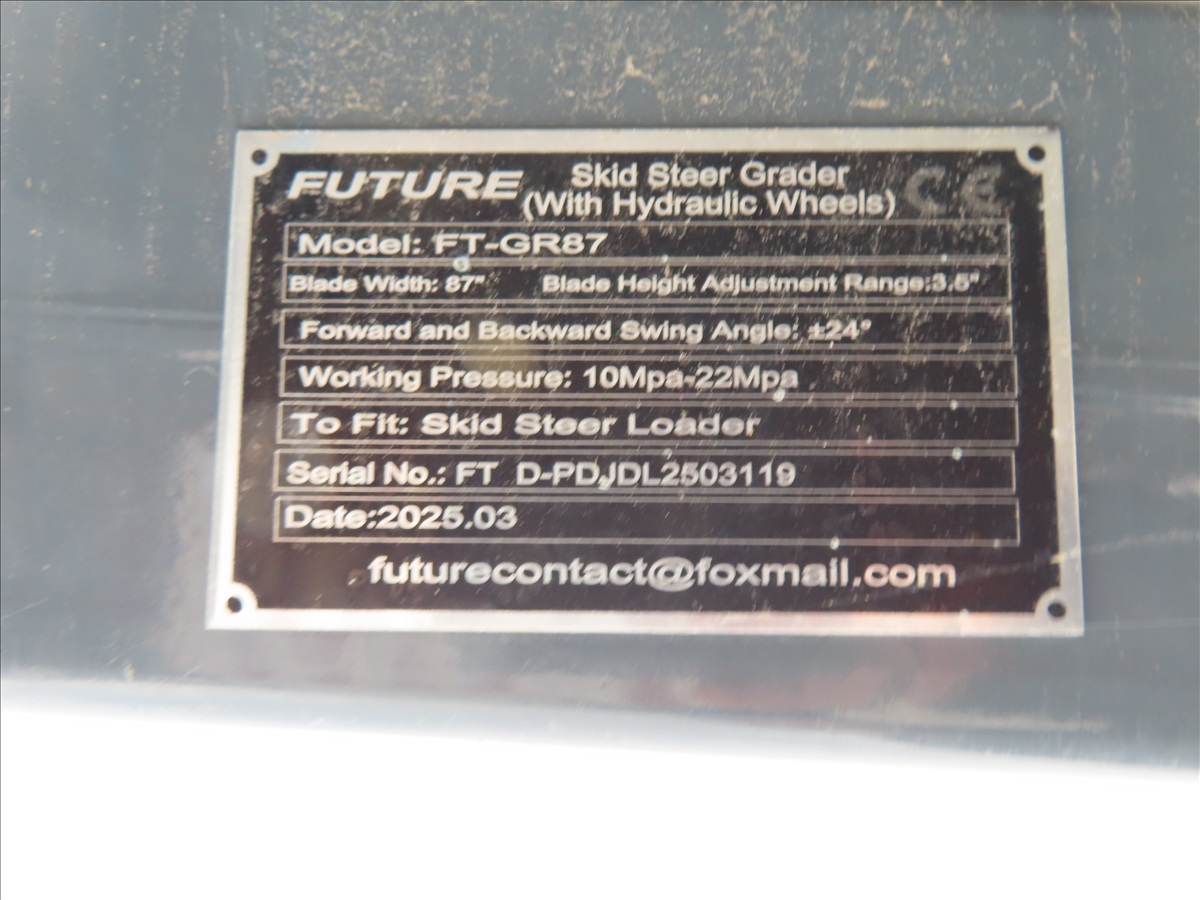 FUTURE Skid Steer Grader CE
(With Hydraulic Wheels)
Model: FT-GR87
Blade Width: 87" Blade Height Adjustment Range:3.5"
Forward and Backward Swing Angle: ±24°
Working Pressure: 10Mpa-22Mpa
To Fit: Skid Steer Loader
Serial No.: FT D-PDJDL2503119
Date:2025.03
futurecontact@foxmail.com